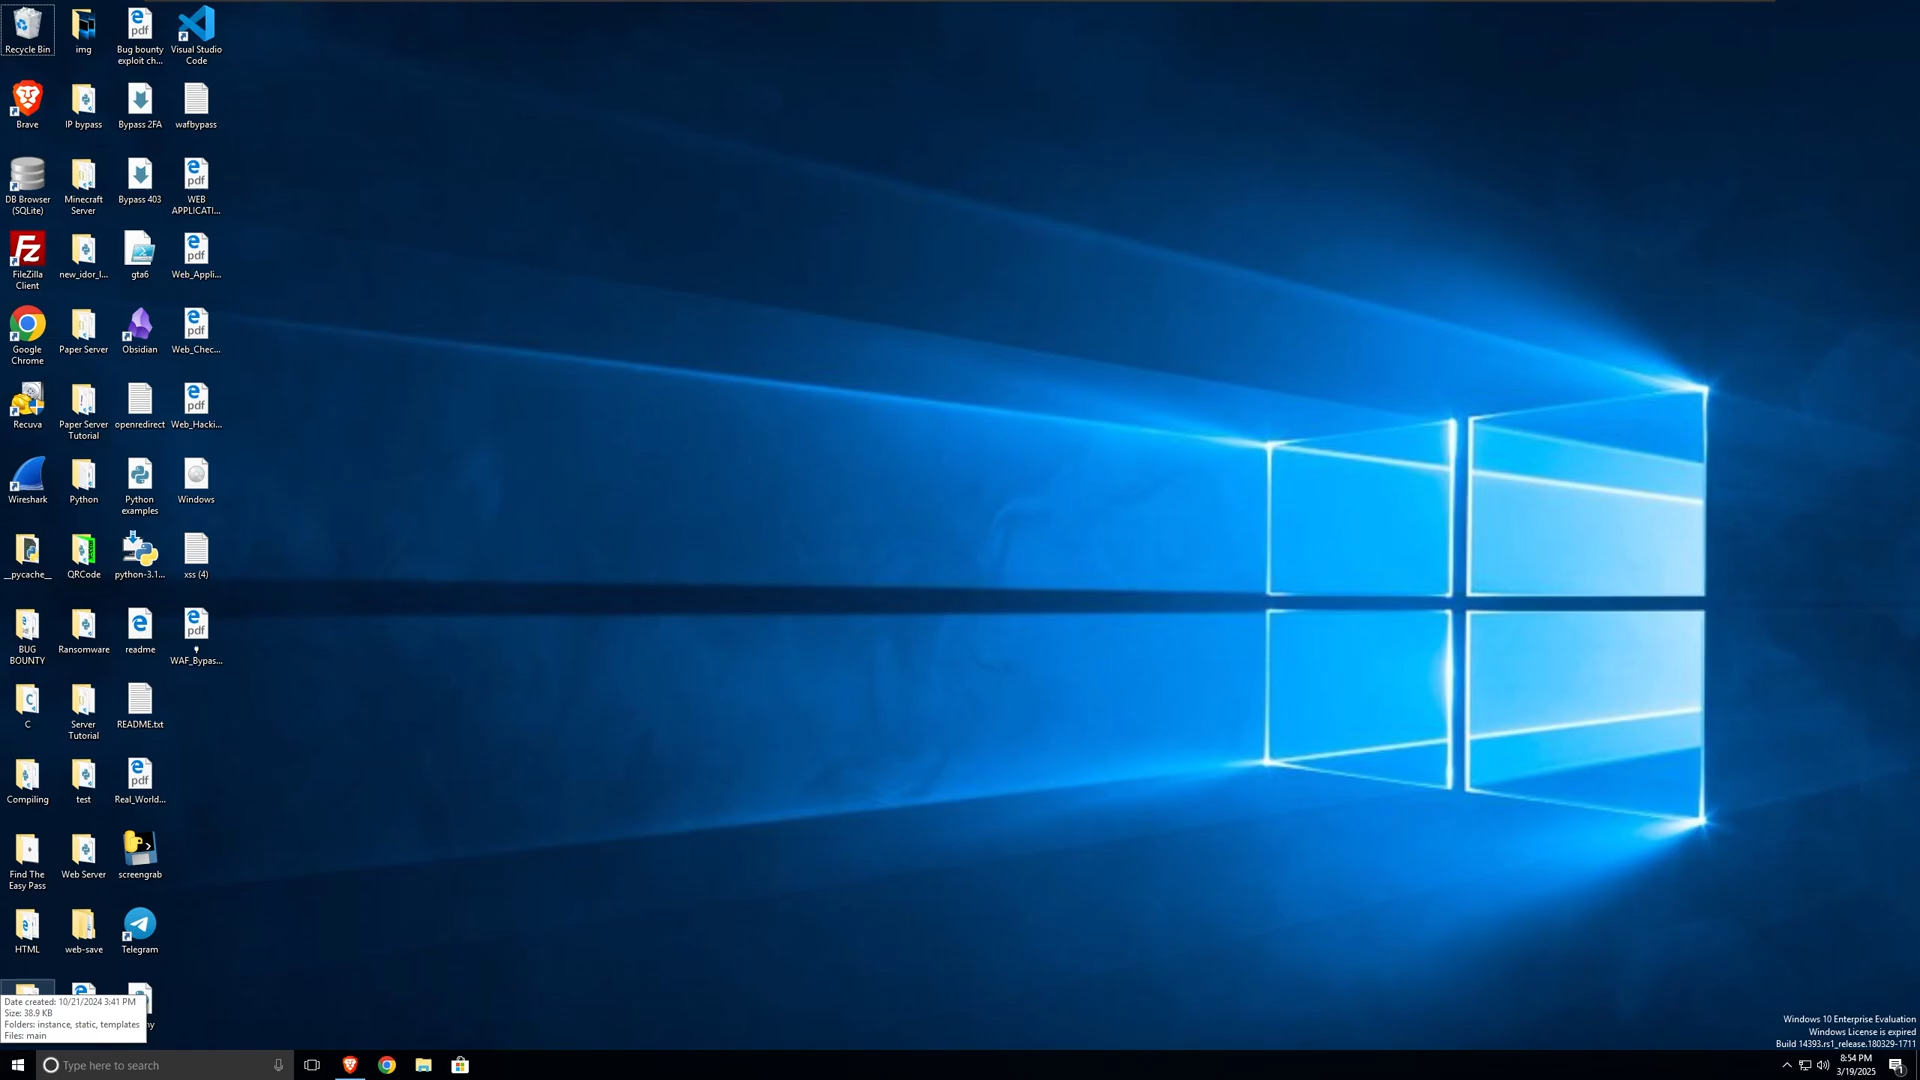 Recycle Bin
img
Bug bounty
exploit ch...
Visual Studio
Code
Brave
IP bypass
Bypass 2FA
wafbypass
DB Browser
(SQLite)
Minecraft
Server
Bypass 403
WEB
APPLICATI...
FileZilla
Client
new_idor_l...
gta6
Web_Appli...
Google
Chrome
Paper Server
Obsidian
Web_Chec...
Recuva
Paper Server
Tutorial
openredirect
Web_Hacki...
Wireshark
Python
Python
examples
Windows
__pycache__
QRCode
python-3.1...
xss (4)
BUG
BOUNTY
Ransomware
readme
WAF_Bypas...
C
Server
Tutorial
README.txt
Compiling
test
Real_World...
Find The
Easy Pass
Web Server
screengrab
HTML
web-save
Telegram
Date created: 10/21/2024 3:41 PM
Size: 38.9 KB
Folders: instance, static, templates
Files: main
Windows 10 Enterprise Evaluation
Windows License is expired
Build 14393.rs1_release.180329-1711
Type here to search
8:54 PM
3/19/2025